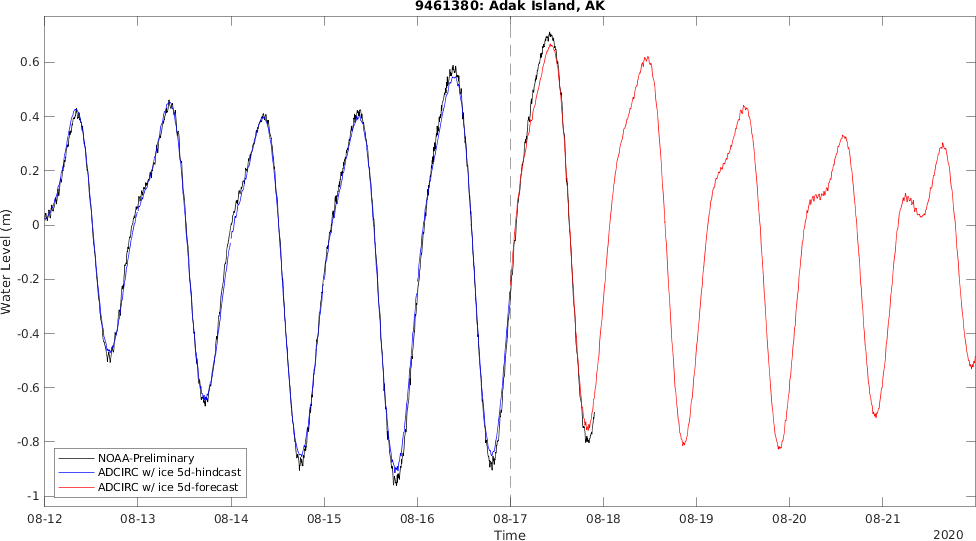 9461380: Adak Island, AK
0.6
0.4
0.2
0
-0.2
-0.4
-0.6
-0.8
-1
Water Level (m)
NOAA-Preliminary
ADCIRC w/ ice 5d-hindcast
ADCIRC w/ ice 5d-forecast
08-12 08-13 08-14 08-15 08-16 08-17 08-18 08-19 08-20 08-21
Time
2020